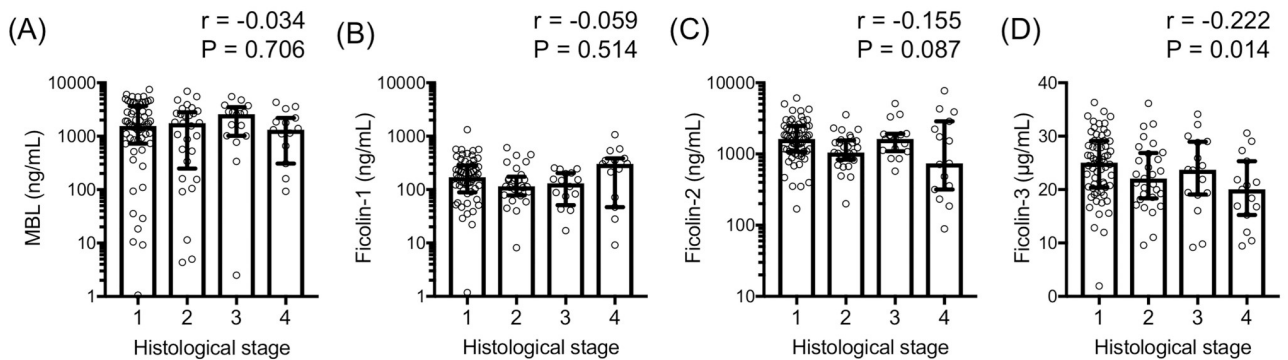 (A)
r = -0.034
P = 0.706
MBL (ng/mL)
10000
1000
100
10
1
1 2 3 4
Histological stage
(B)
r = -0.059
P = 0.514
Ficolin-1 (ng/mL)
10000
1000
100
10
1
1 2 3 4
Histological stage
(C)
r = -0.155
P = 0.087
Ficolin-2 (ng/mL)
10000
1000
100
10
1 2 3 4
Histological stage
(D)
r = -0.222
P = 0.014
Ficolin-3 (µg/mL)
40
30
20
10
0
1 2 3 4
Histological stage